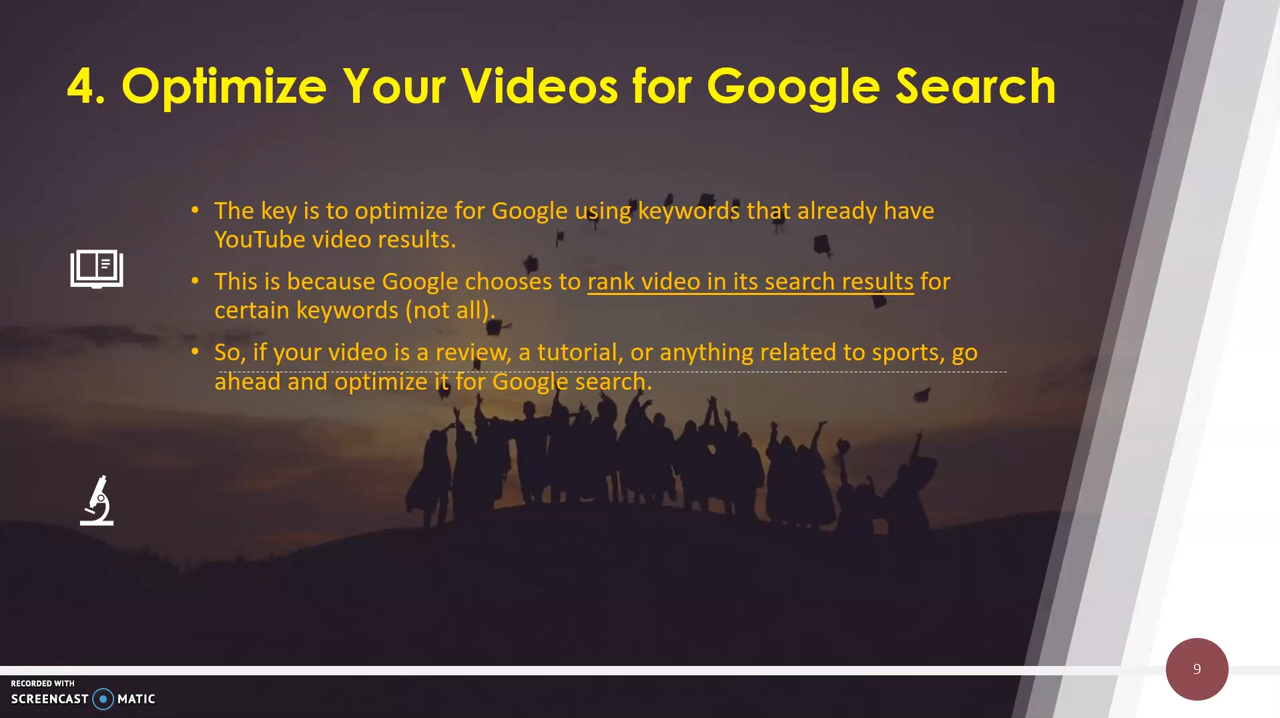 4. Optimize Your Videos for Google Search
• The key is to optimize for Google using keywords that already have
YouTube video results.
• This is because Google chooses to rank video in its search results for
certain keywords (not all).
• So, if your video is a review, a tutorial, or anything related to sports, go
ahead and optimize it for Google search.
9
RECORDED WITH
SCREENCAST MATIC